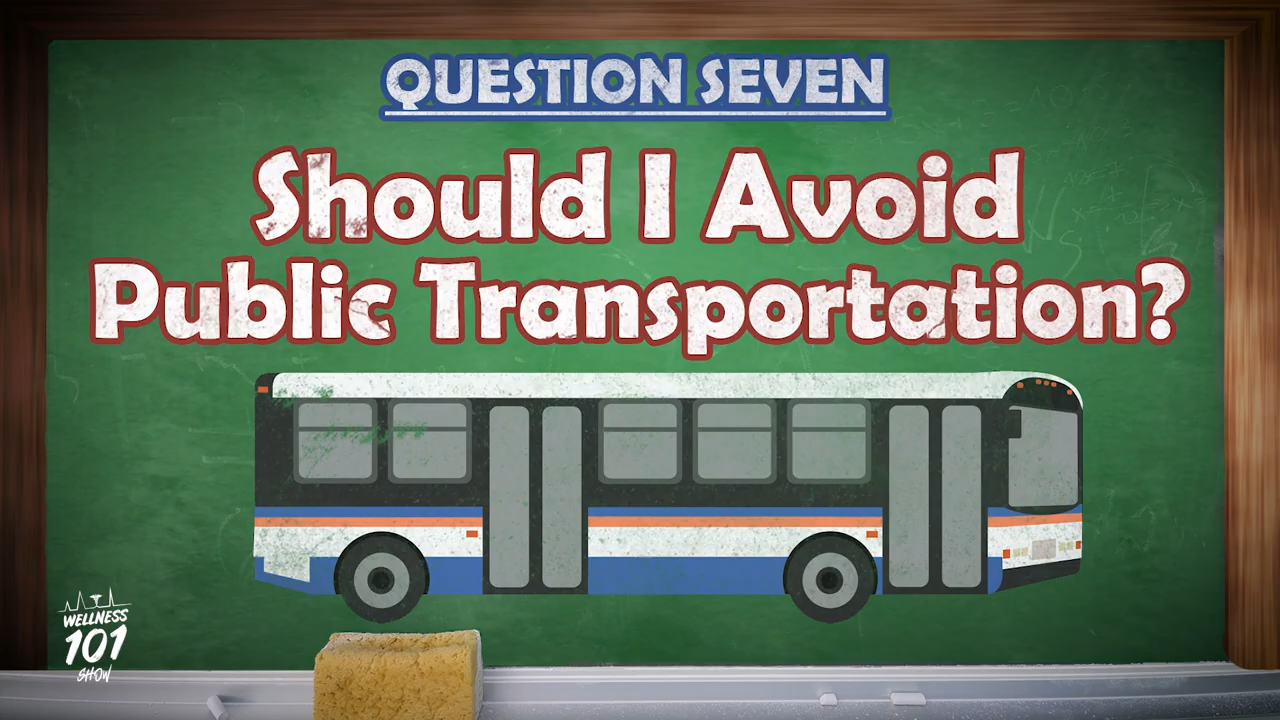 QUESTION SEVEN
Should I Avoid
Public Transportation?
WELLNESS
101
SHOW